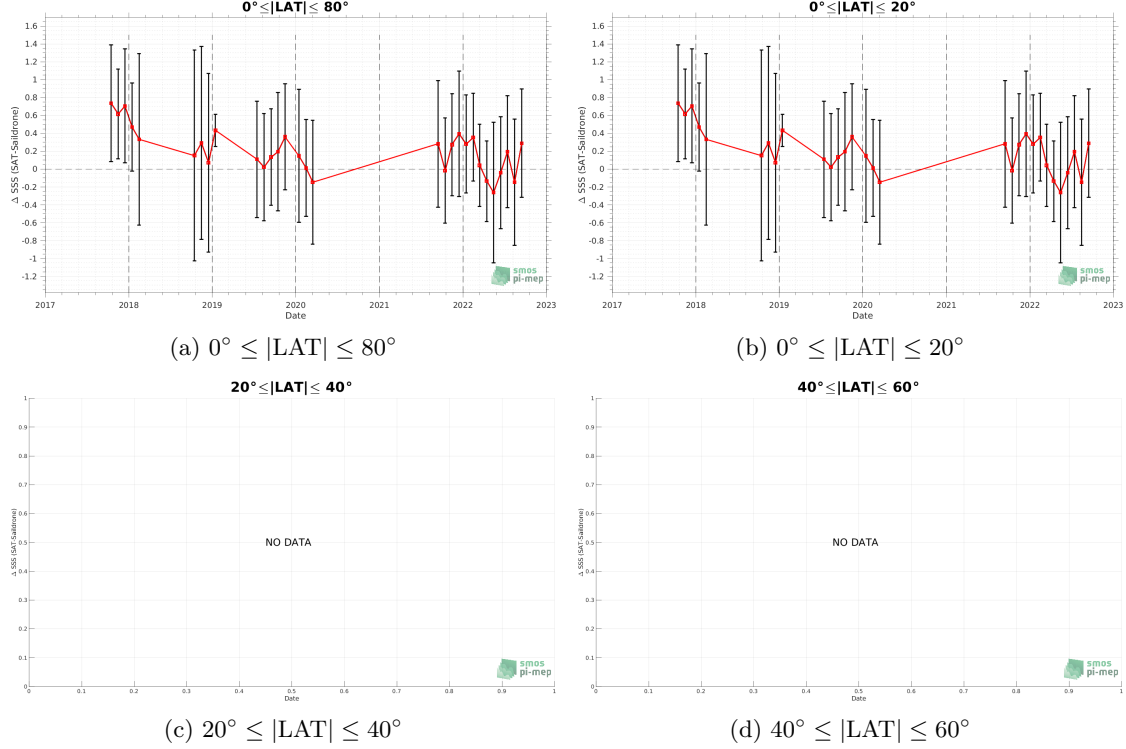 0°≤|LAT|≤ 80°
1.6
1.4
1.2
1
0.8
0.6
0.4
0.2
0
-0.2
-0.4
-0.6
-0.8
-1
-1.2
Δ SSS (SAT-Saildrone)
2017 2018 2019 2020 2021 2022 2023
Date
smos
pi-mep
(a) 0° ≤ |LAT| ≤ 80°
0°≤|LAT|≤ 20°
1.6
1.4
1.2
1
0.8
0.6
0.4
0.2
0
-0.2
-0.4
-0.6
-0.8
-1
-1.2
Δ SSS (SAT-Saildrone)
2017 2018 2019 2020 2021 2022 2023
Date
smos
pi-mep
(b) 0° ≤ |LAT| ≤ 20°
20°≤|LAT|≤ 40°
1
0.9
0.8
0.7
0.6
0.5
0.4
0.3
0.2
0.1
0
Δ SSS (SAT-Saildrone)
NO DATA
0 0.1 0.2 0.3 0.4 0.5 0.6 0.7 0.8 0.9 1
Date
smos
pi-mep
(c) 20° ≤ |LAT| ≤ 40°
40°≤|LAT|≤ 60°
1
0.9
0.8
0.7
0.6
0.5
0.4
0.3
0.2
0.1
0
Δ SSS (SAT-Saildrone)
NO DATA
0 0.1 0.2 0.3 0.4 0.5 0.6 0.7 0.8 0.9 1
Date
smos
pi-mep
(d) 40° ≤ |LAT| ≤ 60°